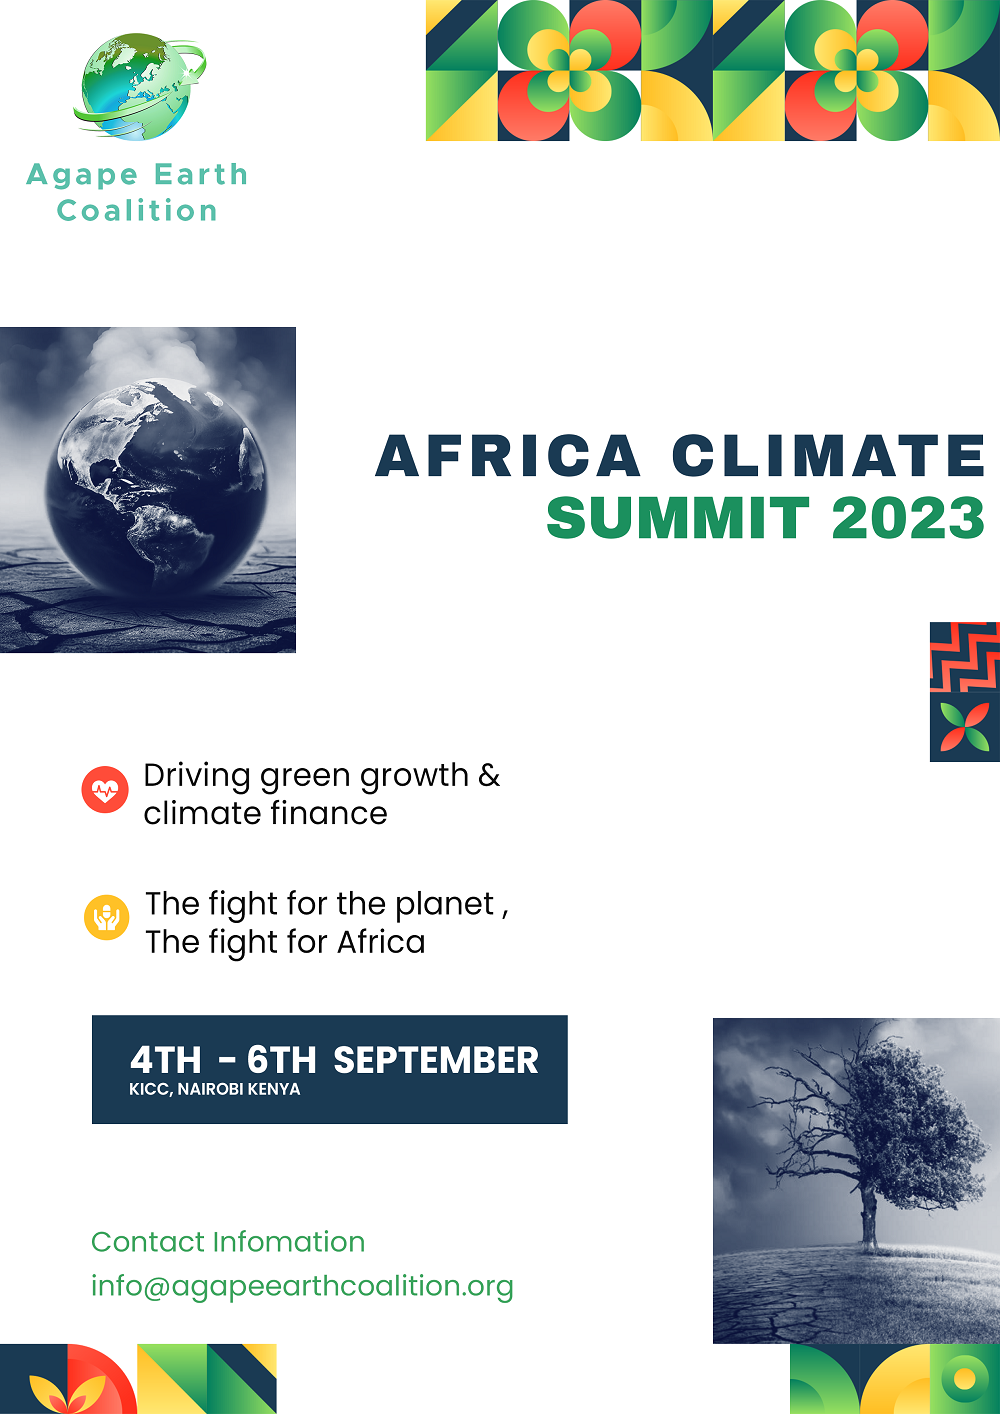 Agape Earth
Coalition
AFRICA CLIMATE
SUMMIT 2023
Driving green growth &
climate finance
The fight for the planet ,
The fight for Africa
4TH - 6TH SEPTEMBER
KICC, NAIROBI KENYA
Contact Infomation
info@agapeearthcoalition.org